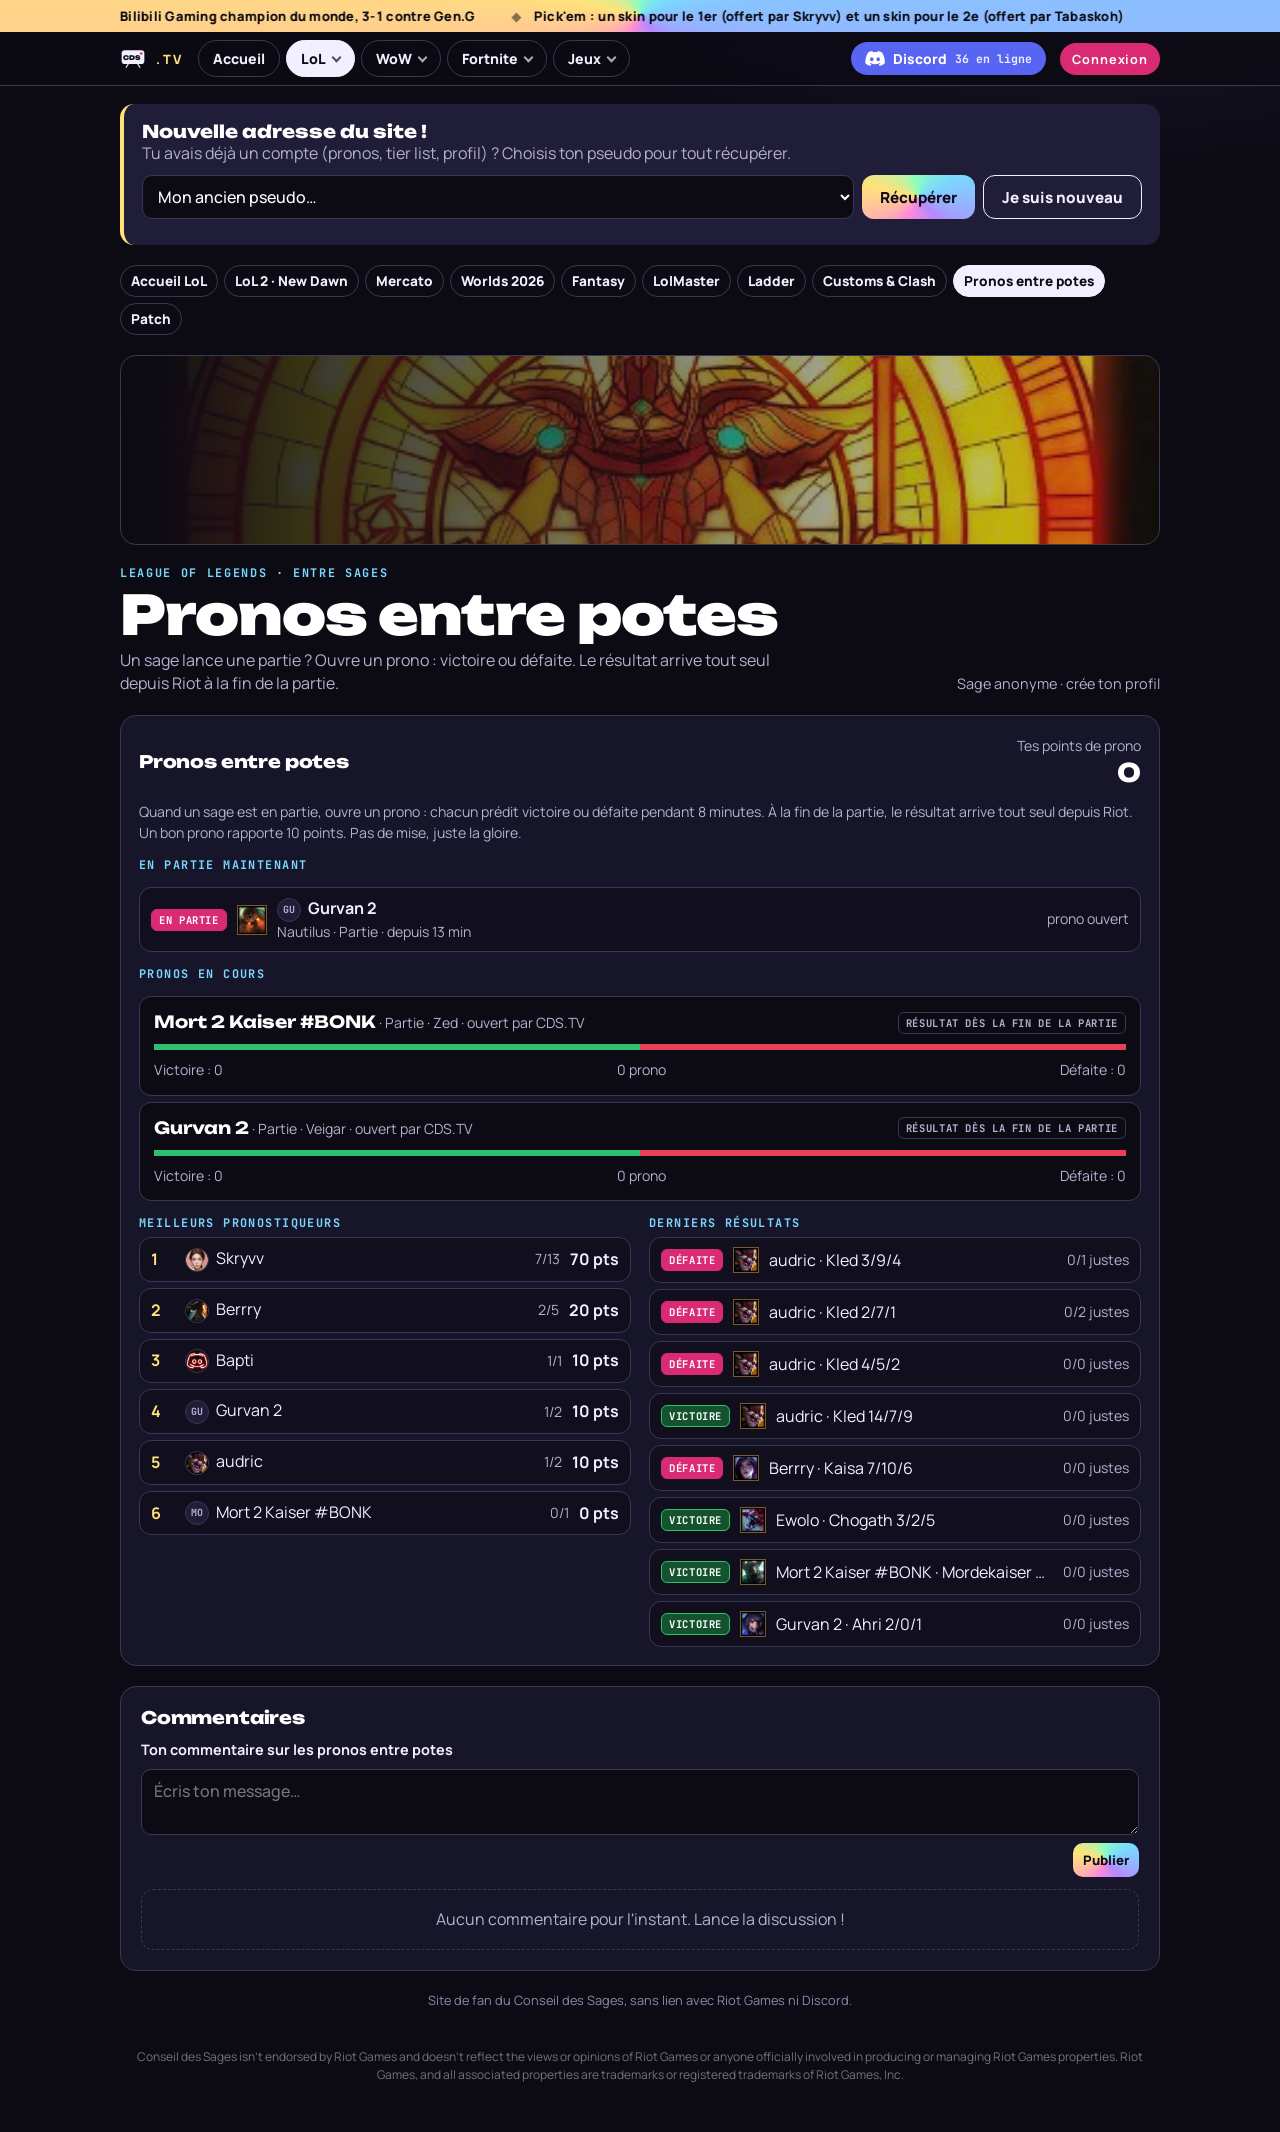 Bilibili Gaming champion du monde, 3-1 contre Gen.G ◆ Pick'em : un skin pour le 1er (offert par Skryvv) et un skin pour le 2e (offert par Tabaskoh)
CDS .TV Accueil LoL WoW Fortnite Jeux Discord 36 en ligne Connexion
Nouvelle adresse du site !
Tu avais déjà un compte (pronos, tier list, profil) ? Choisis ton pseudo pour tout récupérer.
Mon ancien pseudo… Récupérer Je suis nouveau
Accueil LoL LoL 2 · New Dawn Mercato Worlds 2026 Fantasy LolMaster Ladder Customs & Clash Pronos entre potes
Patch
LEAGUE OF LEGENDS · ENTRE SAGES
Pronos entre potes
Un sage lance une partie ? Ouvre un prono : victoire ou défaite. Le résultat arrive tout seul
depuis Riot à la fin de la partie.
Sage anonyme · crée ton profil
Pronos entre potes
Tes points de prono
0
Quand un sage est en partie, ouvre un prono : chacun prédit victoire ou défaite pendant 8 minutes. À la fin de la partie, le résultat arrive tout seul depuis Riot.
Un bon prono rapporte 10 points. Pas de mise, juste la gloire.
EN PARTIE MAINTENANT
EN PARTIE GU Gurvan 2
Nautilus · Partie · depuis 13 min
prono ouvert
PRONOS EN COURS
Mort 2 Kaiser #BONK · Partie · Zed · ouvert par CDS.TV RÉSULTAT DÈS LA FIN DE LA PARTIE
Victoire : 0 0 prono Défaite : 0
Gurvan 2 · Partie · Veigar · ouvert par CDS.TV RÉSULTAT DÈS LA FIN DE LA PARTIE
Victoire : 0 0 prono Défaite : 0
MEILLEURS PRONOSTIQUEURS
1 Skryvv 7/13 70 pts
2 Berrry 2/5 20 pts
3 Bapti 1/1 10 pts
4 GU Gurvan 2 1/2 10 pts
5 audric 1/2 10 pts
6 MO Mort 2 Kaiser #BONK 0/1 0 pts
DERNIERS RÉSULTATS
DÉFAITE audric · Kled 3/9/4 0/1 justes
DÉFAITE audric · Kled 2/7/1 0/2 justes
DÉFAITE audric · Kled 4/5/2 0/0 justes
VICTOIRE audric · Kled 14/7/9 0/0 justes
DÉFAITE Berrry · Kaisa 7/10/6 0/0 justes
VICTOIRE Ewolo · Chogath 3/2/5 0/0 justes
VICTOIRE Mort 2 Kaiser #BONK · Mordekaiser … 0/0 justes
VICTOIRE Gurvan 2 · Ahri 2/0/1 0/0 justes
Commentaires
Ton commentaire sur les pronos entre potes
Écris ton message…
Publier
Aucun commentaire pour l'instant. Lance la discussion !
Site de fan du Conseil des Sages, sans lien avec Riot Games ni Discord.
Conseil des Sages isn't endorsed by Riot Games and doesn't reflect the views or opinions of Riot Games or anyone officially involved in producing or managing Riot Games properties. Riot
Games, and all associated properties are trademarks or registered trademarks of Riot Games, Inc.